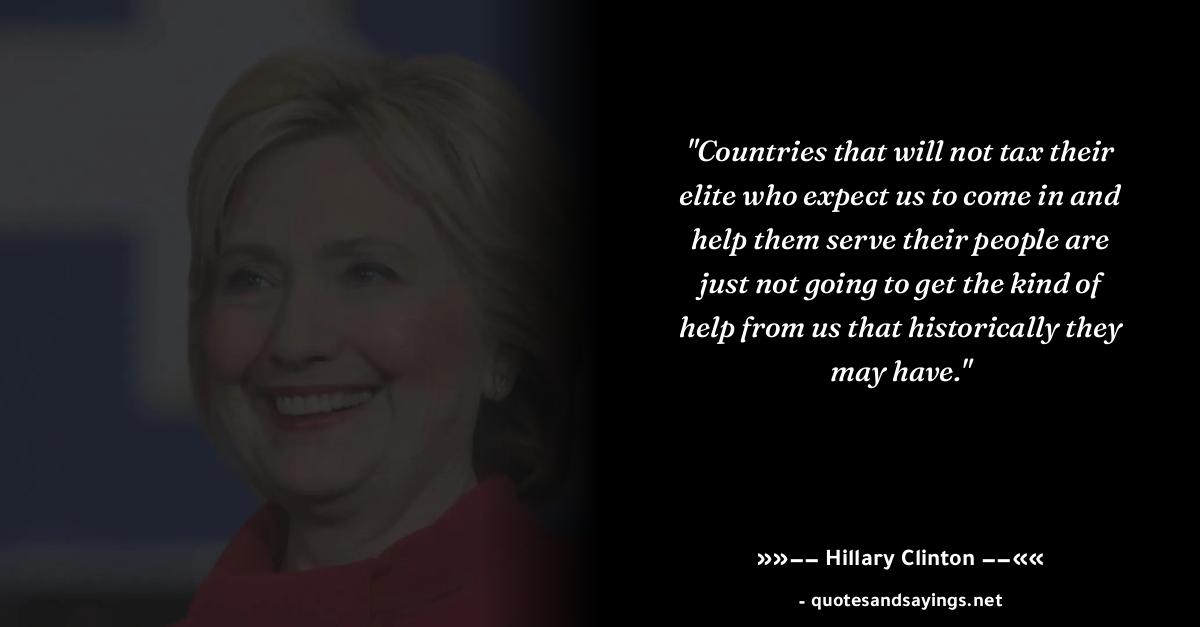 "Countries that will not tax their
elite who expect us to come in and
help them serve their people are
just not going to get the kind of
help from us that historically they
may have."
»»–– Hillary Clinton ––««
- quotesandsayings.net